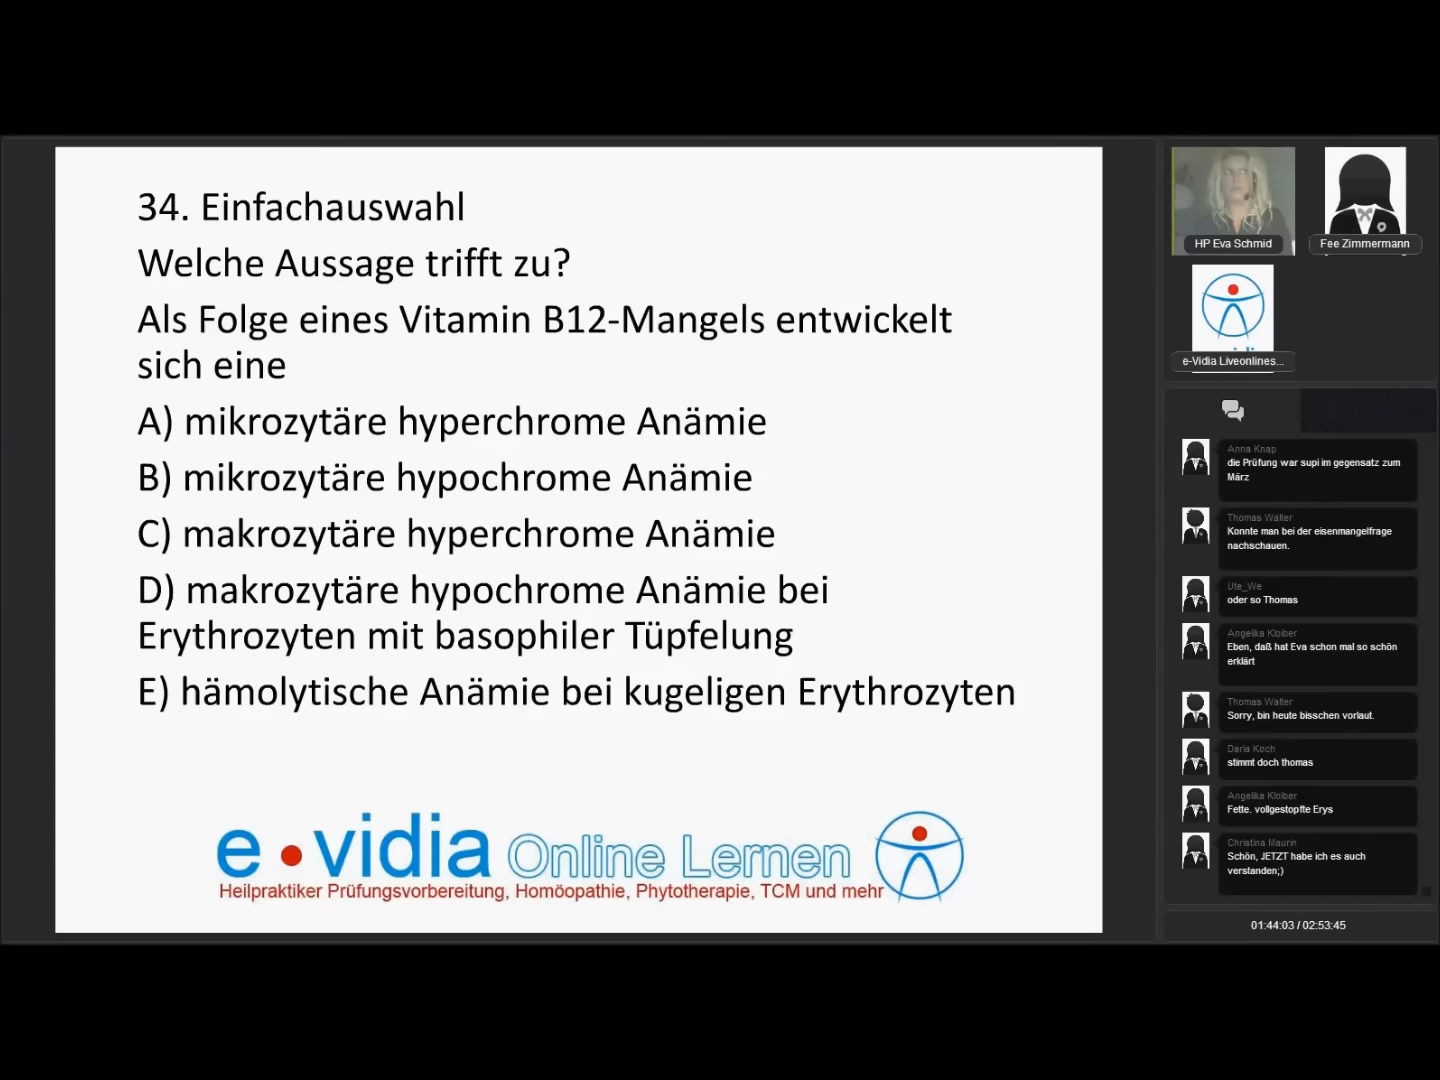 34. Einfachauswahl
Welche Aussage trifft zu?
Als Folge eines Vitamin B12-Mangels entwickelt
sich eine
A) mikrozytäre hyperchrome Anämie
B) mikrozytäre hypochrome Anämie
C) makrozytäre hyperchrome Anämie
D) makrozytäre hypochrome Anämie bei
Erythrozyten mit basophiler Tüpfelung
E) hämolytische Anämie bei kugeligen Erythrozyten
e•vidia Online Lernen
Heilpraktiker Prüfungsvorbereitung, Homöopathie, Phytotherapie, TCM und mehr
HP Eva Schmid
Fee Zimmermann
e-Vidia Liveonlines...
Anna Knap
die Prüfung war supi im gegensatz zum
März
Thomas Walter
Konnte man bei der eisenmangelfrage
nachschauen.
Ute_We
oder so Thomas
Angelika Kloiber
Eben, daß hat Eva schon mal so schön
erklärt
Thomas Walter
Sorry, bin heute bisschen vorlaut.
Daria Koch
stimmt doch thomas
Angelika Kloiber
Fette. vollgestopfte Erys
Christina Maurin
Schön, JETZT habe ich es auch
verstanden;)
01:44:03 / 02:53:45